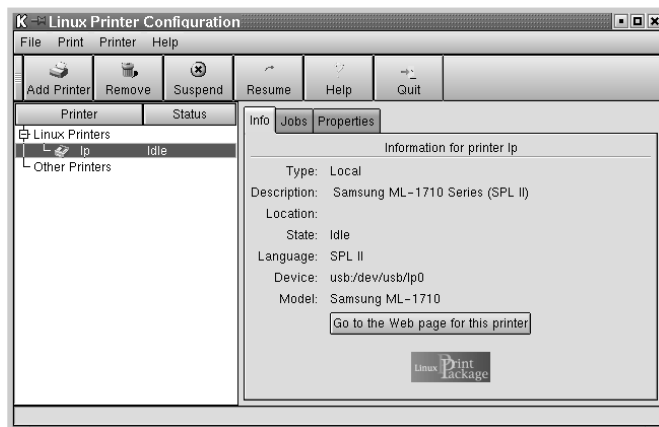 K Linux Printer Configuration
File Print Printer Help
Add Printer Remove Suspend Resume Help Quit
Printer Status
Linux Printers
lp Idle
Other Printers
Info Jobs Properties
Information for printer lp
Type: Local
Description: Samsung ML-1710 Series (SPL II)
Location:
State: Idle
Language: SPL II
Device: usb:/dev/usb/lp0
Model: Samsung ML-1710
Go to the Web page for this printer
Linux Print Package